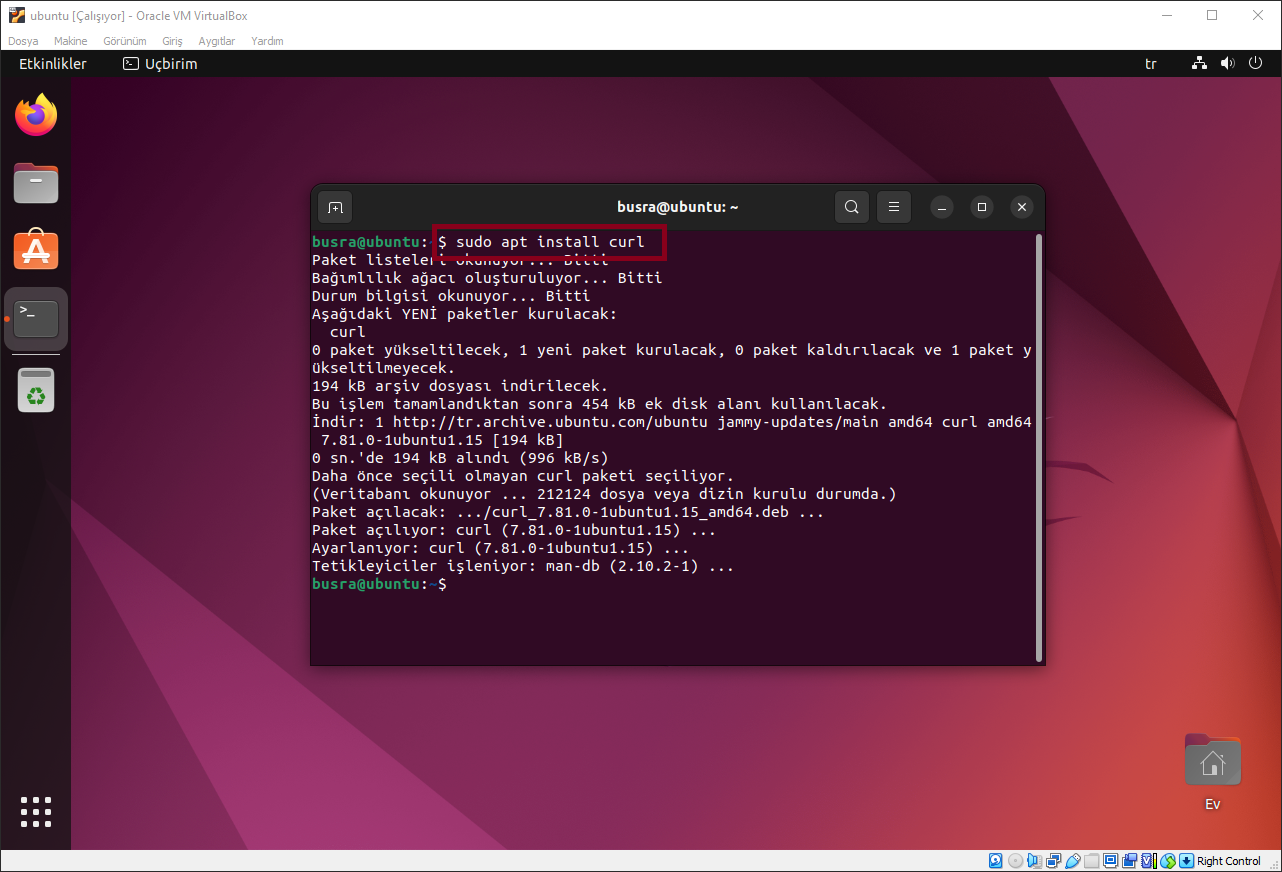 ubuntu [Çalışıyor] - Oracle VM VirtualBox
Dosya Makine Görünüm Giriş Aygıtlar Yardım
Etkinlikler Uçbirim tr
busra@ubuntu: ~
busra@ubuntu:~$ sudo apt install curl
Paket listeleri okunuyor... Bitti
Bağımlılık ağacı oluşturuluyor... Bitti
Durum bilgisi okunuyor... Bitti
Aşağıdaki YENİ paketler kurulacak:
curl
0 paket yükseltilecek, 1 yeni paket kurulacak, 0 paket kaldırılacak ve 1 paket y
ükseltilmeyecek.
194 kB arşiv dosyası indirilecek.
Bu işlem tamamlandıktan sonra 454 kB ek disk alanı kullanılacak.
İndir: 1 http://tr.archive.ubuntu.com/ubuntu jammy-updates/main amd64 curl amd64
7.81.0-1ubuntu1.15 [194 kB]
0 sn.'de 194 kB alındı (996 kB/s)
Daha önce seçili olmayan curl paketi seçiliyor.
(Veritabanı okunuyor ... 212124 dosya veya dizin kurulu durumda.)
Paket açılacak: .../curl_7.81.0-1ubuntu1.15_amd64.deb ...
Paket açılıyor: curl (7.81.0-1ubuntu1.15) ...
Ayarlanıyor: curl (7.81.0-1ubuntu1.15) ...
Tetikleyiciler işleniyor: man-db (2.10.2-1) ...
busra@ubuntu:~$
Ev
Right Control